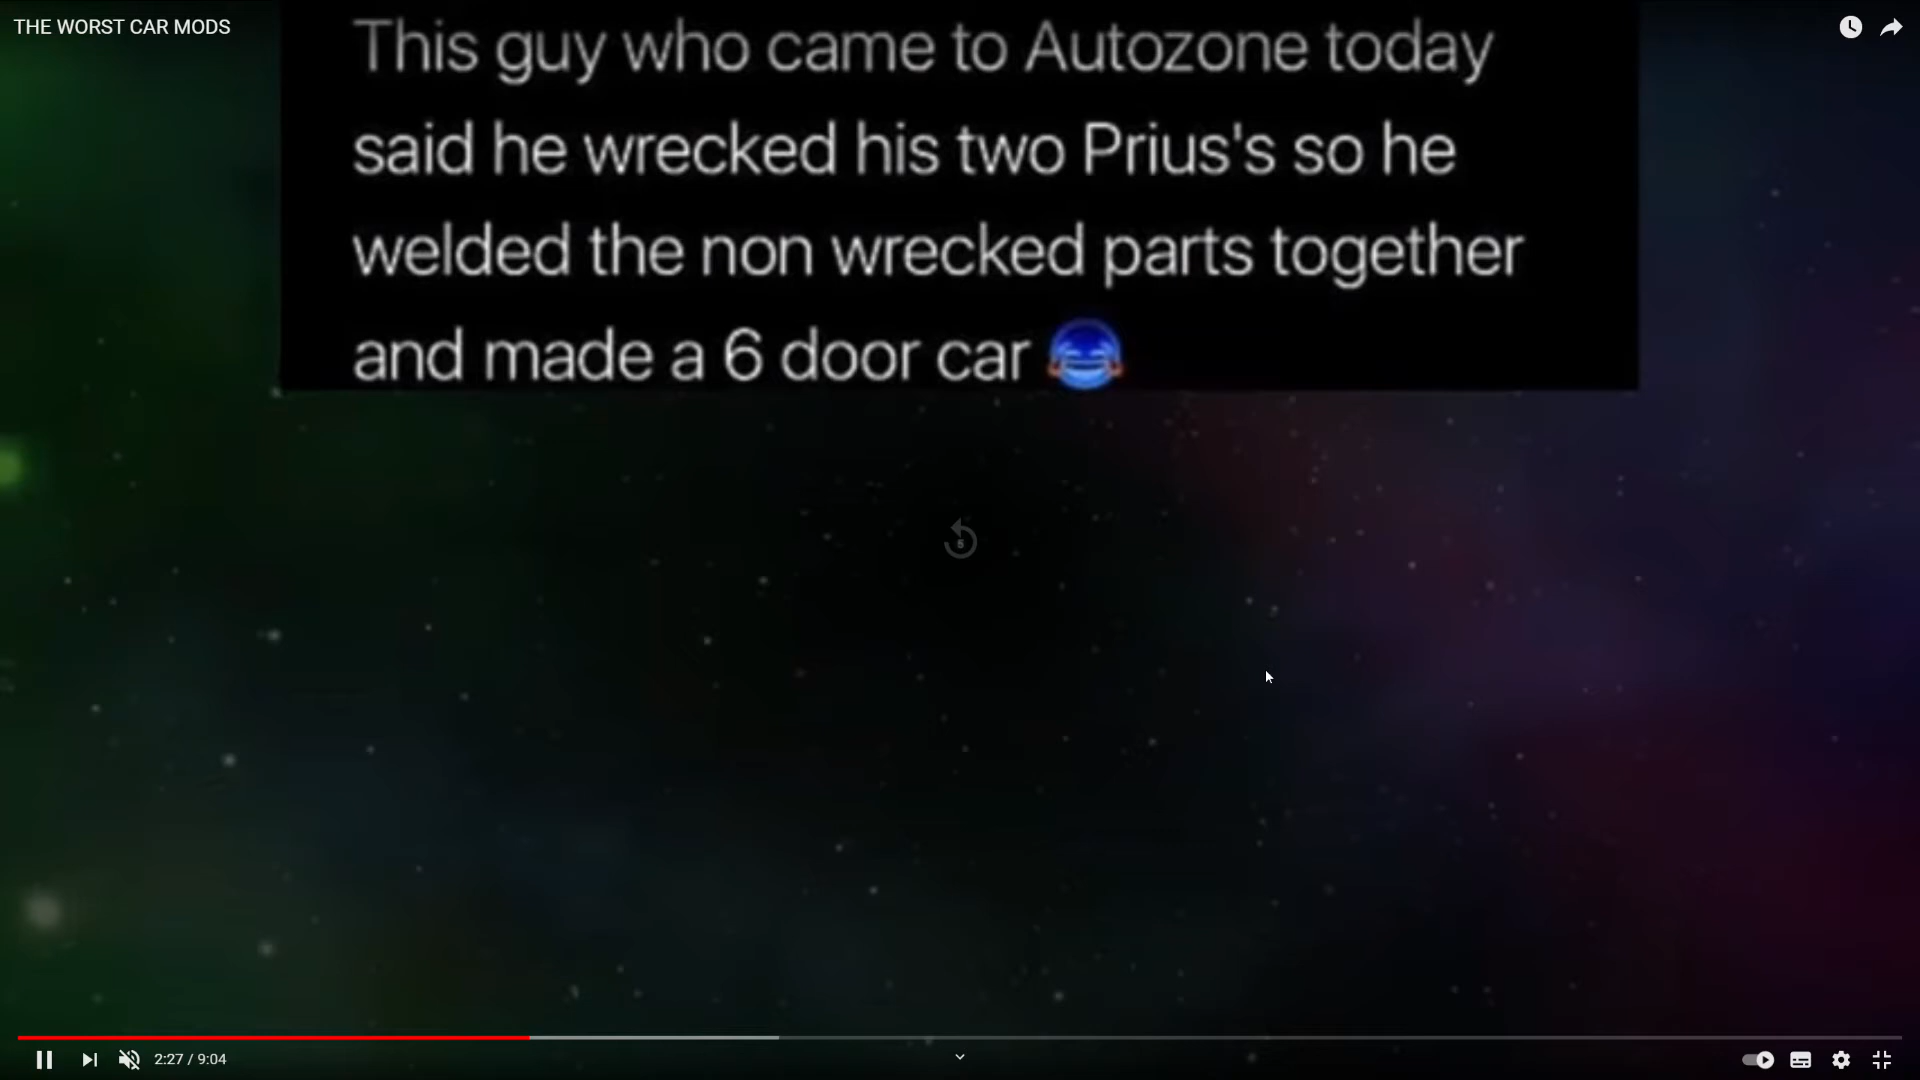 THE WORST CAR MODS
This guy who came to Autozone today
said he wrecked his two Prius's so he
welded the non wrecked parts together
and made a 6 door car 😂
5
2:27 / 9:04